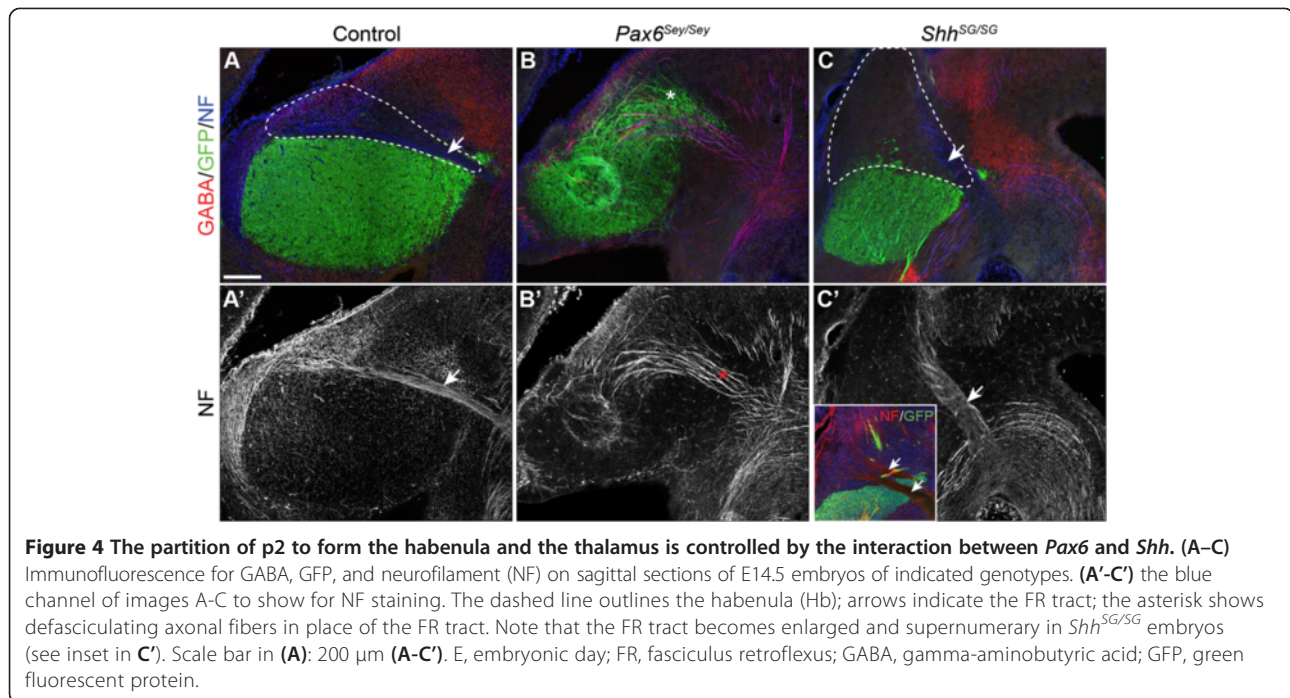 Control
Pax6^Sey/Sey
Shh^SG/SG
A
B
*
C
GABA/GFP/NF
A'
B'
*
C'
NF
NF/GFP
Figure 4 The partition of p2 to form the habenula and the thalamus is controlled by the interaction between Pax6 and Shh. (A–C)
Immunofluorescence for GABA, GFP, and neurofilament (NF) on sagittal sections of E14.5 embryos of indicated genotypes. (A'-C') the blue
channel of images A-C to show for NF staining. The dashed line outlines the habenula (Hb); arrows indicate the FR tract; the asterisk shows
defasciculating axonal fibers in place of the FR tract. Note that the FR tract becomes enlarged and supernumerary in Shh^SG/SG embryos
(see inset in C'). Scale bar in (A): 200 μm (A-C'). E, embryonic day; FR, fasciculus retroflexus; GABA, gamma-aminobutyric acid; GFP, green
fluorescent protein.